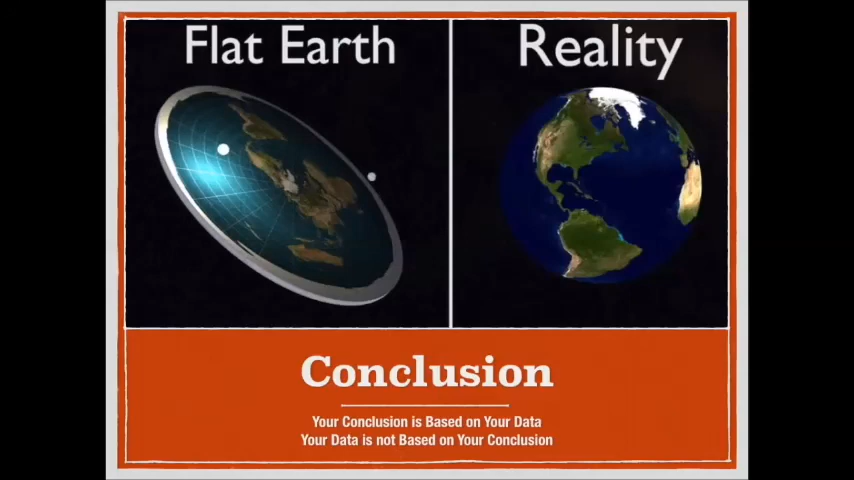 Flat Earth
Reality
Conclusion
Your Conclusion is Based on Your Data
Your Data is not Based on Your Conclusion